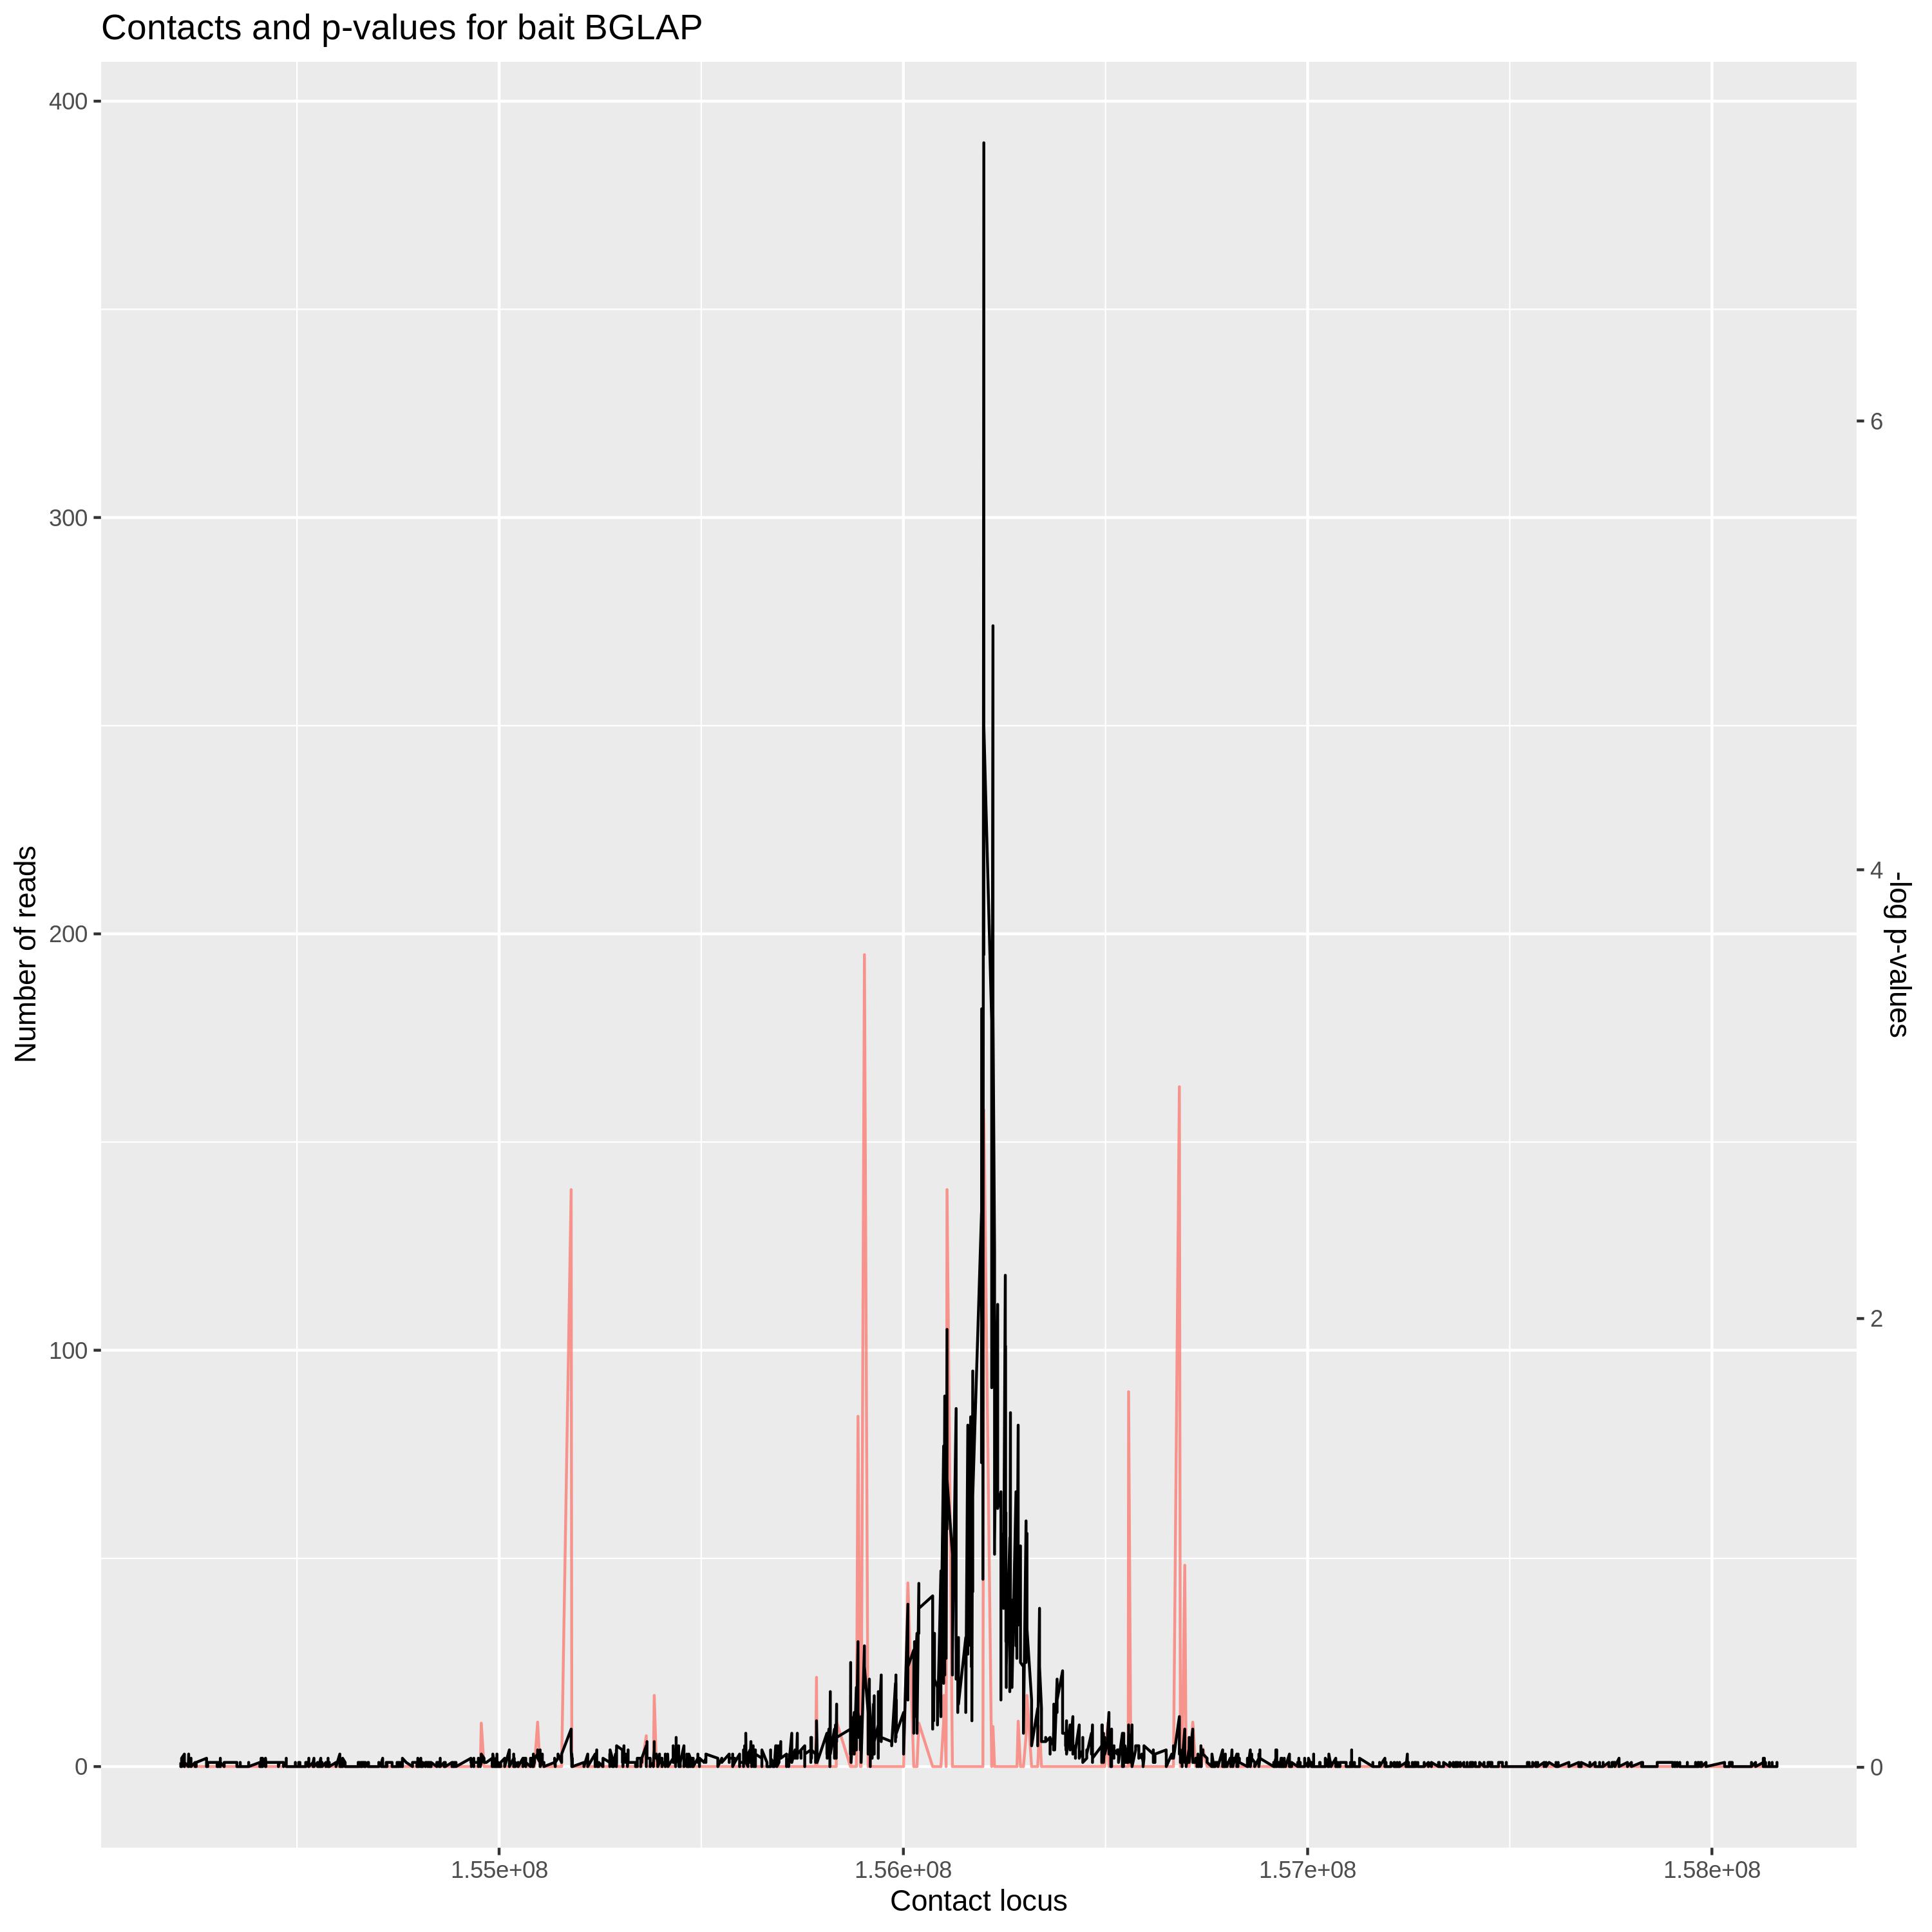 Contacts and p-values for bait BGLAP
400
300
200
100
0
Number of reads
6
4
2
0
-log p-values
1.55e+08
1.56e+08
1.57e+08
1.58e+08
Contact locus